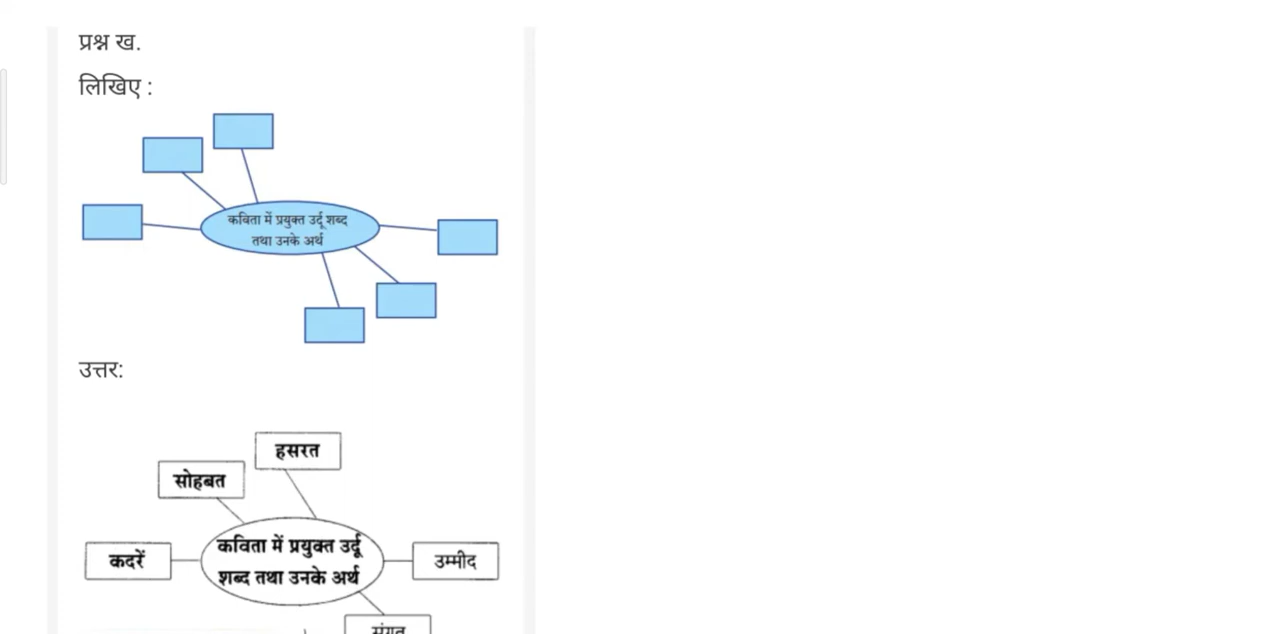 प्रश्न ख.
लिखिए :
कविता में प्रयुक्त उर्दू शब्द
तथा उनके अर्थ
उत्तर:
हसरत
सोहबत
कविता में प्रयुक्त उर्दू
शब्द तथा उनके अर्थ
कदरें
उम्मीद
संगत